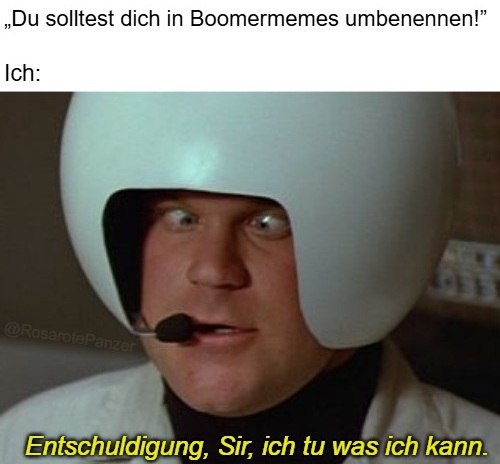 „Du solltest dich in Boomermemes umbenennen!”
Ich:
@RosarotePanzer
Entschuldigung, Sir, ich tu was ich kann.